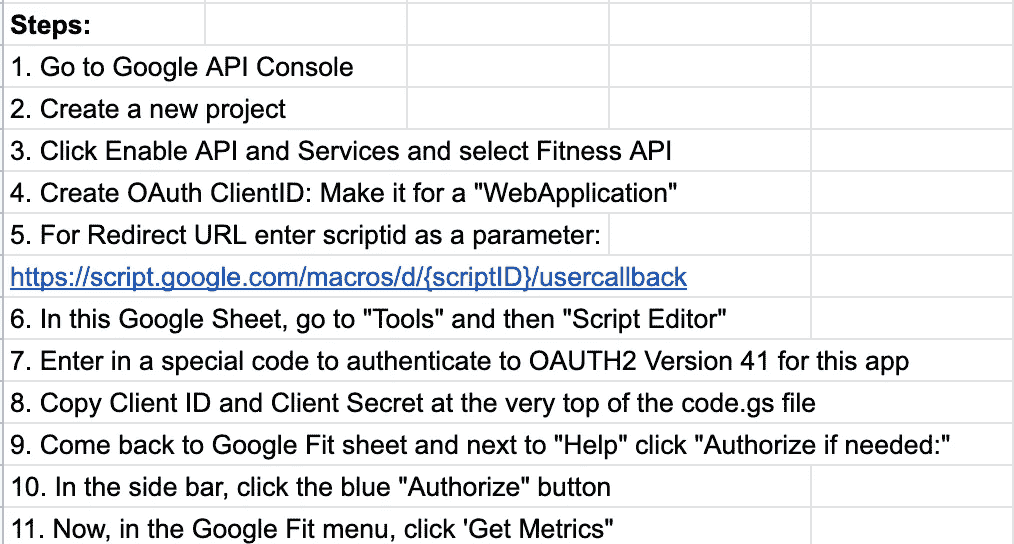 Steps:
1. Go to Google API Console
2. Create a new project
3. Click Enable API and Services and select Fitness API
4. Create OAuth ClientID: Make it for a "WebApplication"
5. For Redirect URL enter scriptid as a parameter:
https://script.google.com/macros/d/{scriptID}/usercallback
6. In this Google Sheet, go to "Tools" and then "Script Editor"
7. Enter in a special code to authenticate to OAUTH2 Version 41 for this app
8. Copy Client ID and Client Secret at the very top of the code.gs file
9. Come back to Google Fit sheet and next to "Help" click "Authorize if needed:"
10. In the side bar, click the blue "Authorize" button
11. Now, in the Google Fit menu, click 'Get Metrics"